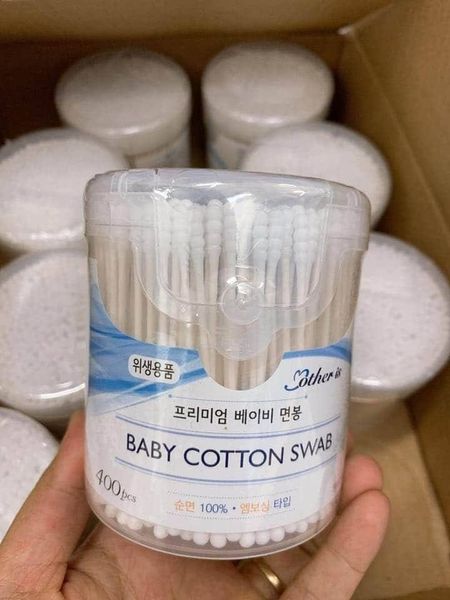 위생용품
Mother is
프리미엄 베이비 면봉
BABY COTTON SWAB
400pcs
순면 100% • 엠보싱 타입